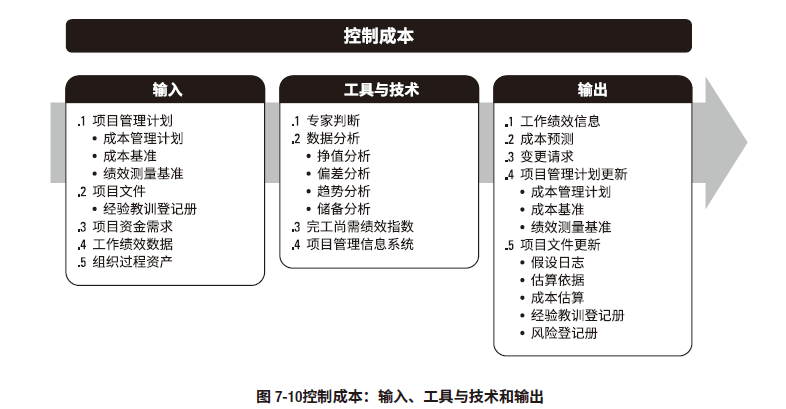 控制成本
输入
.1 项目管理计划
• 成本管理计划
• 成本基准
• 绩效测量基准
.2 项目文件
• 经验教训登记册
.3 项目资金需求
.4 工作绩效数据
.5 组织过程资产
工具与技术
.1 专家判断
.2 数据分析
• 挣值分析
• 偏差分析
• 趋势分析
• 储备分析
.3 完工尚需绩效指数
.4 项目管理信息系统
输出
.1 工作绩效信息
.2 成本预测
.3 变更请求
.4 项目管理计划更新
• 成本管理计划
• 成本基准
• 绩效测量基准
.5 项目文件更新
• 假设日志
• 估算依据
• 成本估算
• 经验教训登记册
• 风险登记册
图 7-10控制成本：输入、工具与技术和输出